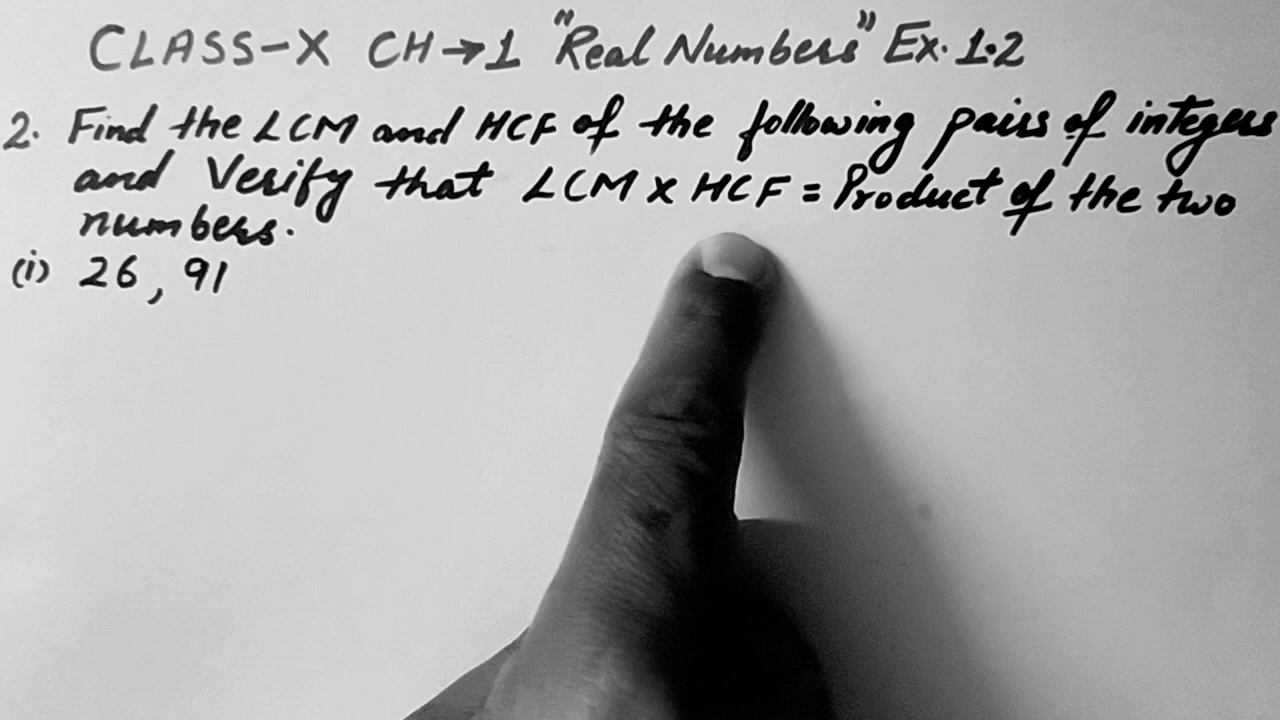 CLASS-X CH→1 "Real Numbers" Ex. 1.2
2. Find the LCM and HCF of the following pairs of integers
and Verify that LCM x HCF = Product of the two
numbers.
(i) 26, 91